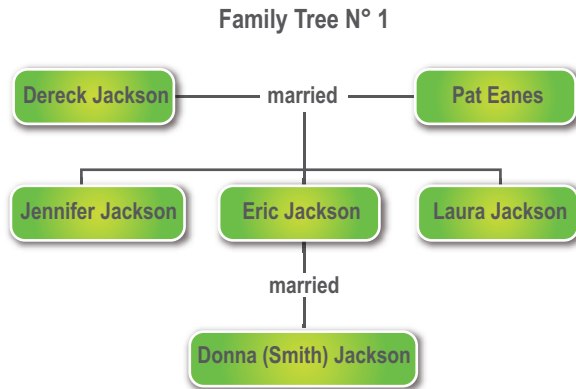 Family Tree N° 1
Dereck Jackson married Pat Eanes
Jennifer Jackson Eric Jackson Laura Jackson
married
Donna (Smith) Jackson